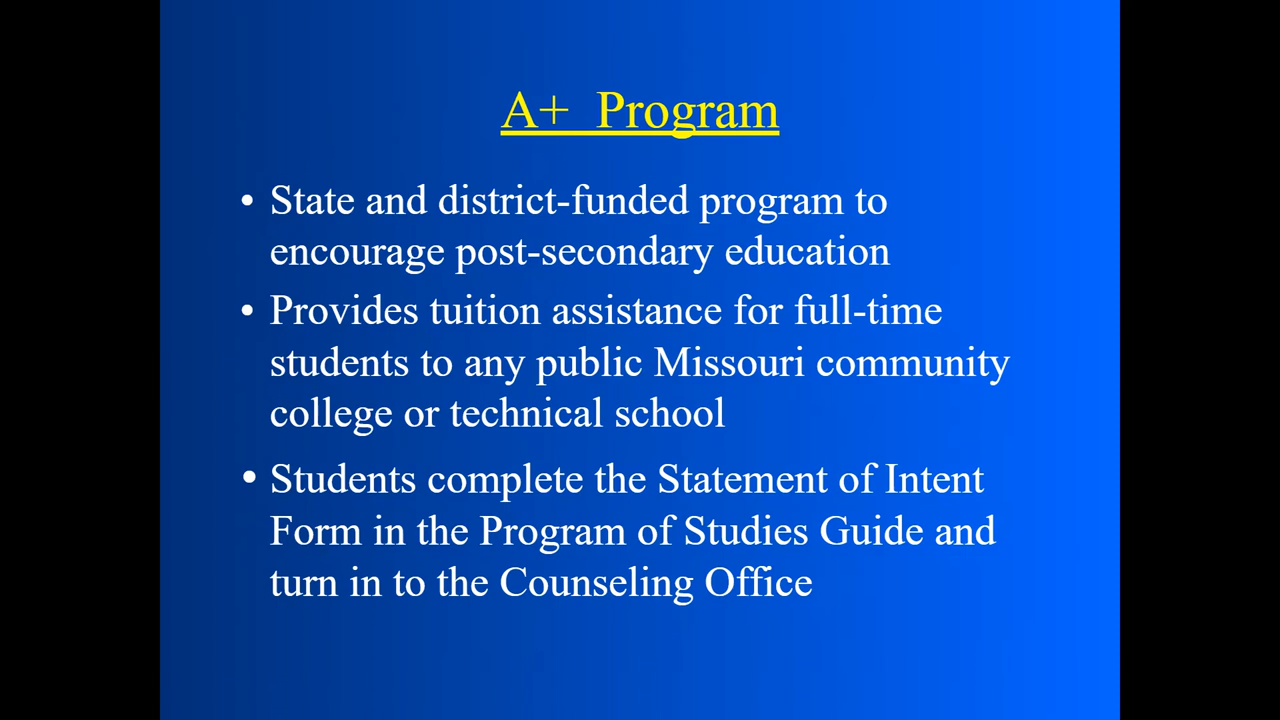 A+  Program
• State and district-funded program to
encourage post-secondary education
• Provides tuition assistance for full-time
students to any public Missouri community
college or technical school
• Students complete the Statement of Intent
Form in the Program of Studies Guide and
turn in to the Counseling Office